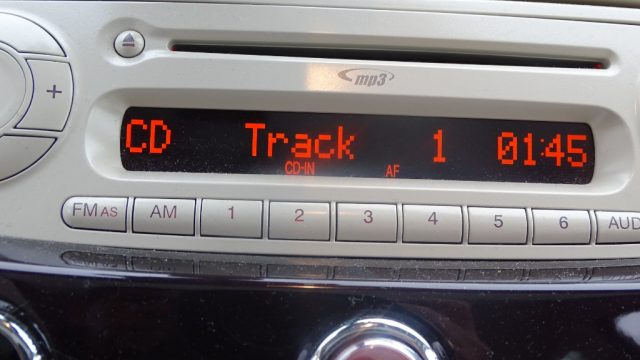 mp3
CD Track 1 01:45
CD-IN AF
FM AS AM 1 2 3 4 5 6 AUD
+